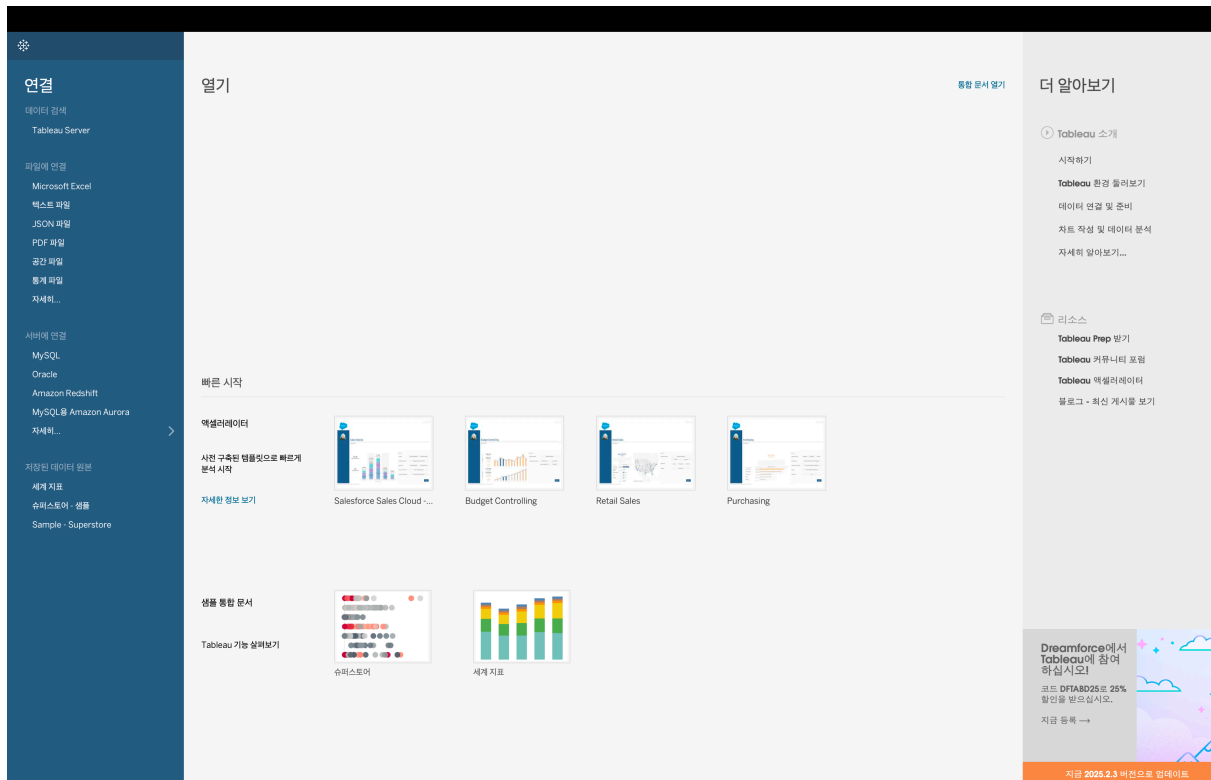 연결
데이터 검색
Tableau Server
파일에 연결
Microsoft Excel
텍스트 파일
JSON 파일
PDF 파일
공간 파일
통계 파일
자세히...
서버에 연결
MySQL
Oracle
Amazon Redshift
MySQL용 Amazon Aurora
자세히...
저장된 데이터 원본
세계 지표
슈퍼스토어 - 샘플
Sample - Superstore
열기
통합 문서 열기
빠른 시작
액셀러레이터
사전 구축된 템플릿으로 빠르게
분석 시작
자세한 정보 보기
Salesforce Sales Cloud -...
Budget Controlling
Retail Sales
Purchasing
샘플 통합 문서
Tableau 기능 살펴보기
슈퍼스토어
세계 지표
더 알아보기
Tableau 소개
시작하기
Tableau 환경 둘러보기
데이터 연결 및 준비
차트 작성 및 데이터 분석
자세히 알아보기...
리소스
Tableau Prep 받기
Tableau 커뮤니티 포럼
Tableau 액셀러레이터
블로그 - 최신 게시물 보기
Dreamforce에서
Tableau에 참여
하십시오!
코드 DFTABD25로 25%
할인을 받으십시오.
지금 등록 →
지금 2025.2.3 버전으로 업데이트